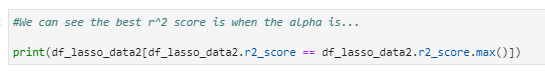 #We can see the best r^2 score is when the alpha is...
print(df_lasso_data2[df_lasso_data2.r2_score == df_lasso_data2.r2_score.max()])